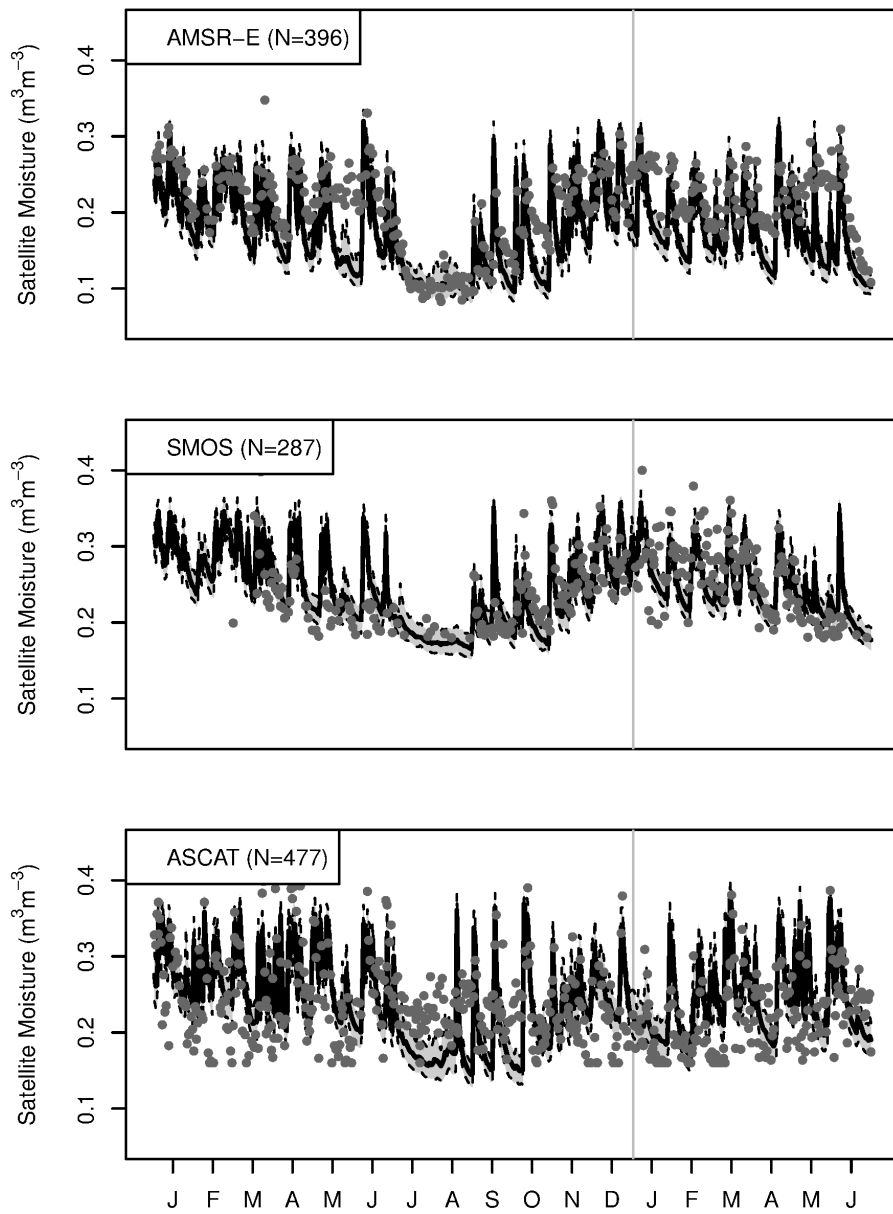 AMSR−E (N=396)
Satellite Moisture (m³m⁻³)
0.4
0.3
0.2
0.1
SMOS (N=287)
Satellite Moisture (m³m⁻³)
0.4
0.3
0.2
0.1
ASCAT (N=477)
Satellite Moisture (m³m⁻³)
0.4
0.3
0.2
0.1
J F M A M J J A S O N D J F M A M J